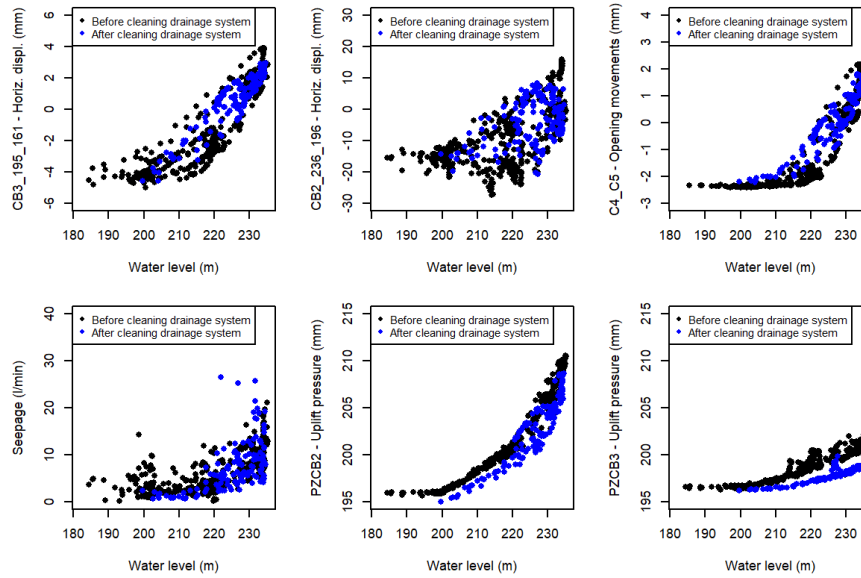 Before cleaning drainage system
After cleaning drainage system
CB3_195_161 - Horiz. displ. (mm)
6
4
2
0
-2
-4
-6
180 190 200 210 220 230
Water level (m)
Before cleaning drainage system
After cleaning drainage system
CB2_236_196 - Horiz. displ. (mm)
30
20
10
0
-10
-20
-30
180 190 200 210 220 230
Water level (m)
Before cleaning drainage system
After cleaning drainage system
C4_C5 - Opening movements (mm)
4
3
2
1
0
-1
-2
-3
180 190 200 210 220 230
Water level (m)
Before cleaning drainage system
After cleaning drainage system
Seepage (l/min)
40
30
20
10
0
180 190 200 210 220 230
Water level (m)
Before cleaning drainage system
After cleaning drainage system
PZCB2 - Uplift pressure (mm)
215
210
205
200
195
180 190 200 210 220 230
Water level (m)
Before cleaning drainage system
After cleaning drainage system
PZCB3 - Uplift pressure (mm)
215
210
205
200
195
180 190 200 210 220 230
Water level (m)